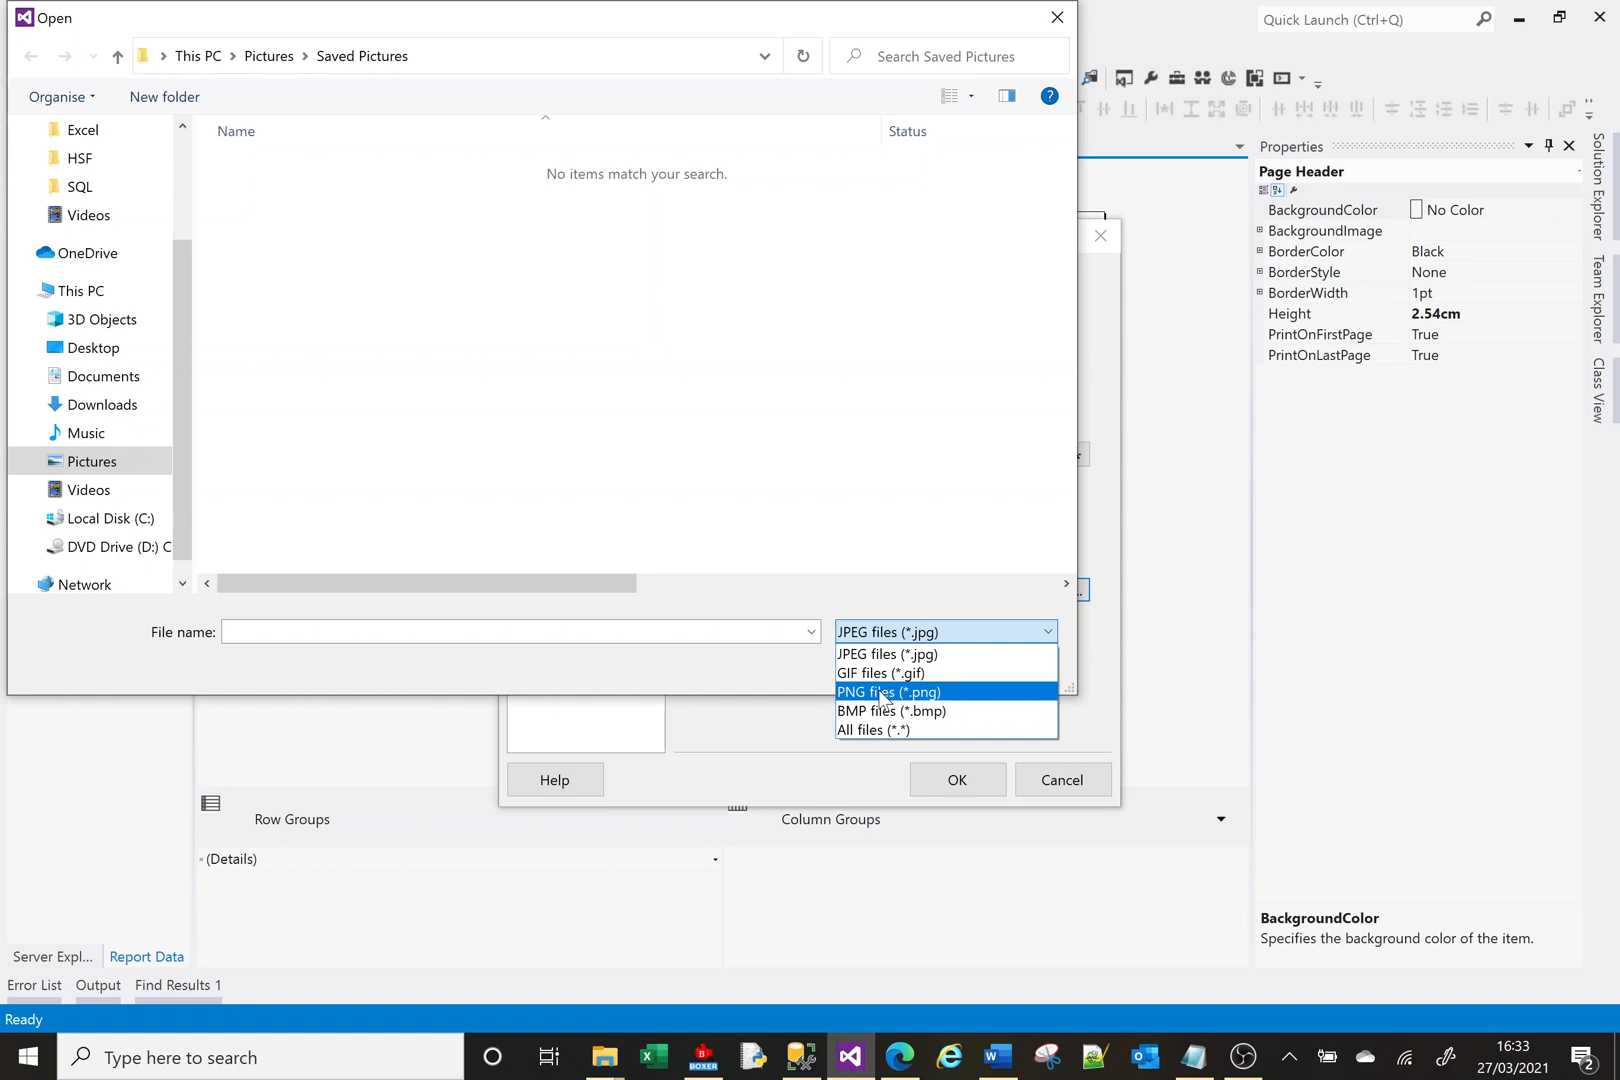 Open
Quick Launch (Ctrl+Q)
This PC
Pictures
Saved Pictures
Search Saved Pictures
Organise
New folder
Name
Status
No items match your search.
Excel
HSF
SQL
Videos
OneDrive
This PC
3D Objects
Desktop
Documents
Downloads
Music
Pictures
Videos
Local Disk (C:)
DVD Drive (D:) C
Network
File name:
JPEG files (*.jpg)
JPEG files (*.jpg)
GIF files (*.gif)
PNG files (*.png)
BMP files (*.bmp)
All files (*.*)
Help
OK
Cancel
Properties
Page Header
BackgroundColor No Color
BackgroundImage
BorderColor Black
BorderStyle None
BorderWidth 1pt
Height 2.54cm
PrintOnFirstPage True
PrintOnLastPage True
Solution Explorer
Team Explorer
Class View
Row Groups
Column Groups
(Details)
BackgroundColor
Specifies the background color of the item.
Server Expl...
Report Data
Error List
Output
Find Results 1
Ready
Type here to search
BOXER
16:33
27/03/2021
2